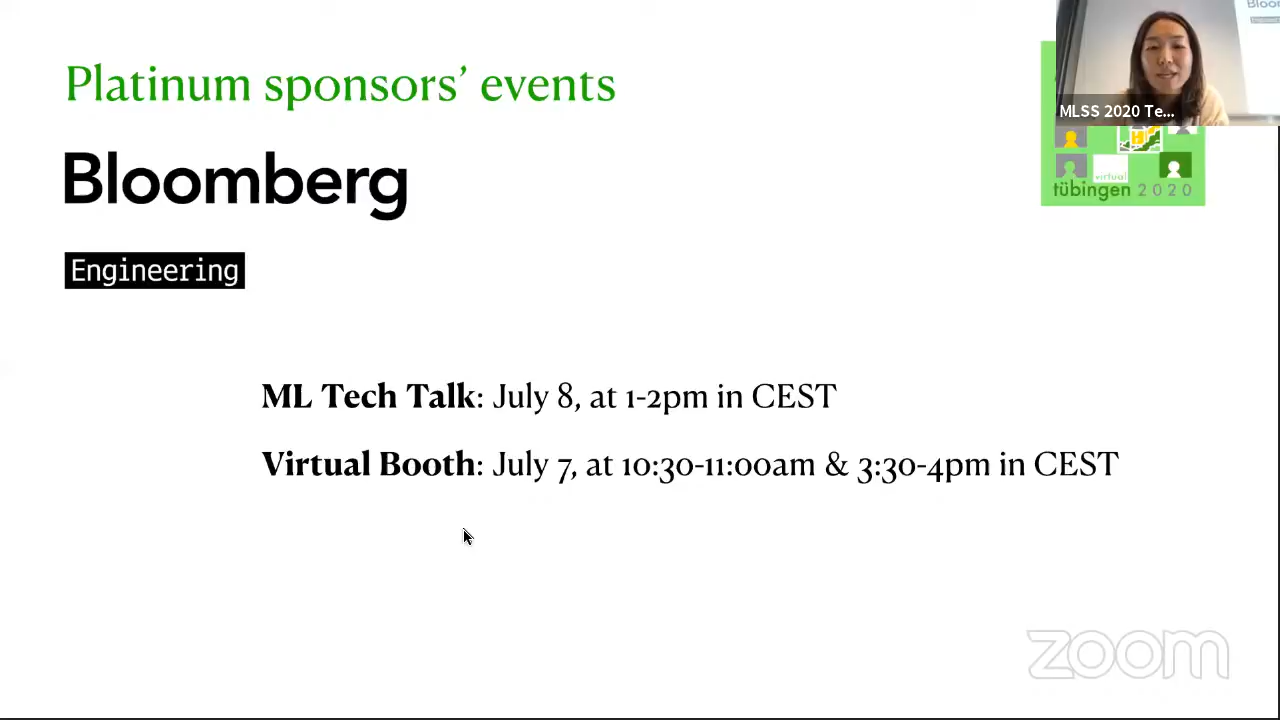 Platinum sponsors’ events
Bloomberg
Engineering
MLSS 2020 Te...
virtual
tübingen 2020
ML Tech Talk: July 8, at 1-2pm in CEST
Virtual Booth: July 7, at 10:30-11:00am & 3:30-4pm in CEST
zoom